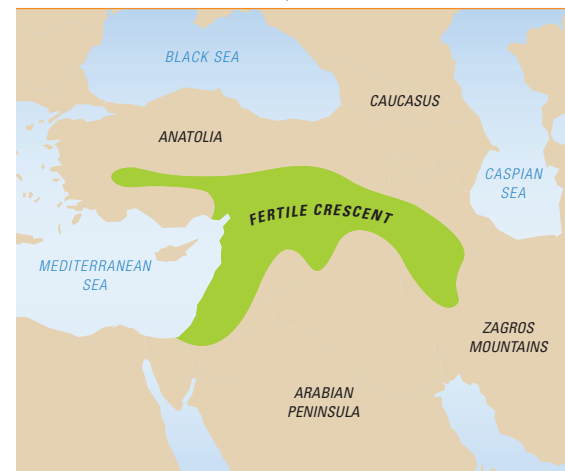 BLACK SEA
CAUCASUS
ANATOLIA
CASPIAN
SEA
FERTILE CRESCENT
MEDITERRANEAN
SEA
ZAGROS
MOUNTAINS
ARABIAN
PENINSULA